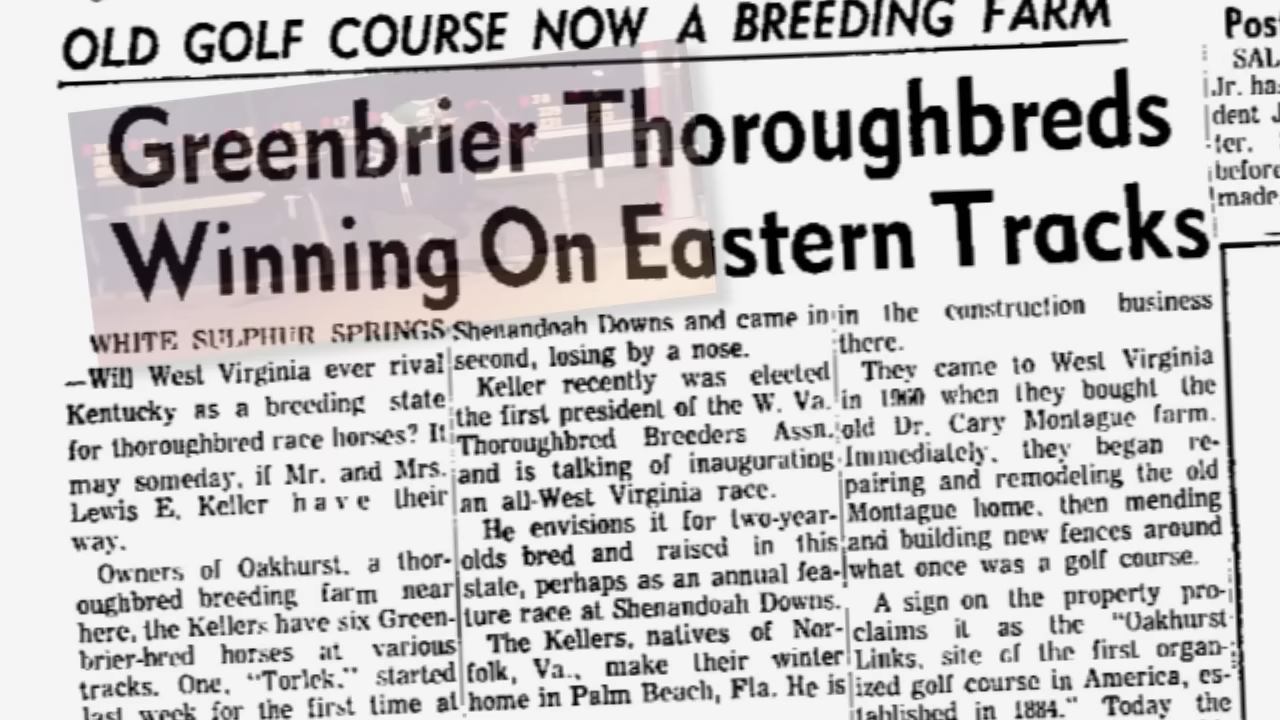 OLD GOLF COURSE NOW A BREEDING FARM
Greenbrier Thoroughbreds
Winning On Eastern Tracks
WHITE SULPHUR SPRINGS
—Will West Virginia ever rival
Kentucky as a breeding state
for thoroughbred race horses? It
may someday, if Mr. and Mrs.
Lewis E. Keller have their
way.
Owners of Oakhurst, a thor-
oughbred breeding farm near
here, the Kellers have six Green-
brier-bred horses at various
tracks. One, "Torlek," started
last week for the first time at
Shenandoah Downs and came in
second, losing by a nose.
Keller recently was elected
the first president of the W. Va.
Thoroughbred Breeders Assn.
and is talking of inaugurating
an all-West Virginia race.
He envisions it for two-year-
olds bred and raised in this
state, perhaps as an annual fea-
ture race at Shenandoah Downs.
The Kellers, natives of Nor-
folk, Va., make their winter
home in Palm Beach, Fla. He is
in the construction business
there.
They came to West Virginia
in 1960 when they bought the
old Dr. Cary Montague farm.
Immediately, they began re-
pairing and remodeling the old
Montague home, then mending
and building new fences around
what once was a golf course.
A sign on the property pro-
claims it as the "Oakhurst
Links, site of the first organ-
ized golf course in America, es-
tablished in 1884." Today the
Pos
SAL
Jr. ha
dent J
ter.
before
made